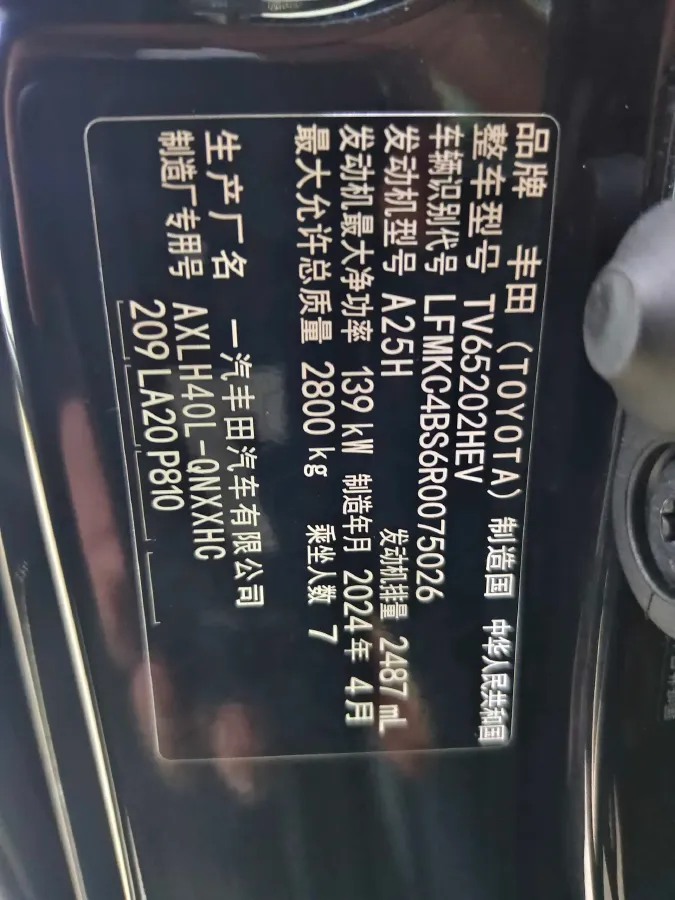 品牌 丰田（TOYOTA） 制造国 中华人民共和国
整车型号 TV65202HEV
车辆识别代号 LFMKC4BS6R0075026
发动机型号 A25H 发动机排量 2487 mL
发动机最大净功率 139 kW 制造年月 2024年 4月
最大允许总质量 2800 kg 乘坐人数 7
生产厂名 一汽丰田汽车有限公司
制造厂专用号 AXLH40L-QNXXHC
209 LA20 P810